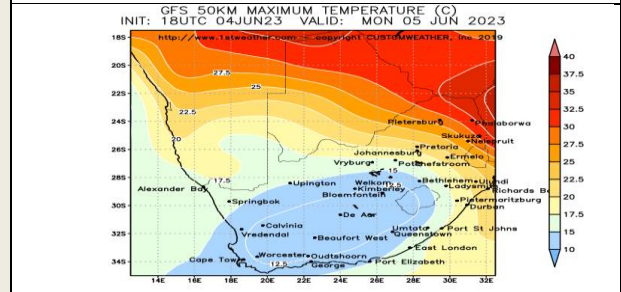 GFS 50KM MAXIMUM TEMPERATURE (C)
INIT: 18UTC 04JUN23 VALID: MON 05 JUN 2023
http://www.1stweather.com © copyright CUSTOMWEATHER, Inc 2019
18S
20S
22S
24S
26S
28S
30S
32S
34S
27.5
25
22.5
20
17.5
15
12.5
12.5
Pietersburg
Phalaborwa
Skukuza
Nelspruit
Pretoria
Johannesburg
Ermelo
Vryburg
Potchefstroom
Alexander Bay
Upington
Welkom
Kimberley
Bethlehem
Ulundi
Ladysmith
Richards B
Bloemfontein
Springbok
Pietermaritzburg
Durban
De Aar
Calvinia
Vredendal
Umtata
Port St Johns
Queenstown
Beaufort West
East London
Cape Town
Worcester
Oudtshoorn
George
Port Elizabeth
14E 16E 18E 20E 22E 24E 26E 28E 30E 32E
40
37.5
35
32.5
30
27.5
25
22.5
20
17.5
15
10